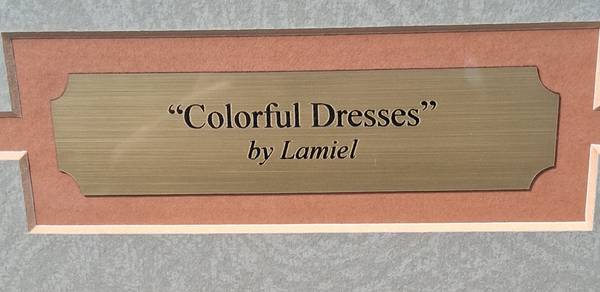 “Colorful Dresses”
by Lamiel